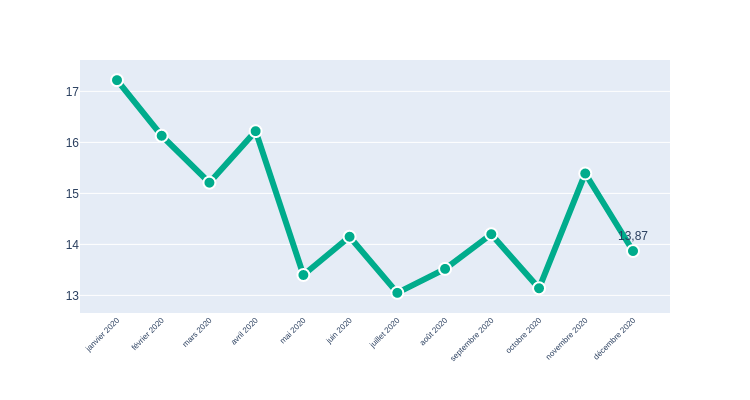 17
16
15
14
13
13,87
janvier 2020
février 2020
mars 2020
avril 2020
mai 2020
juin 2020
juillet 2020
août 2020
septembre 2020
octobre 2020
novembre 2020
décembre 2020